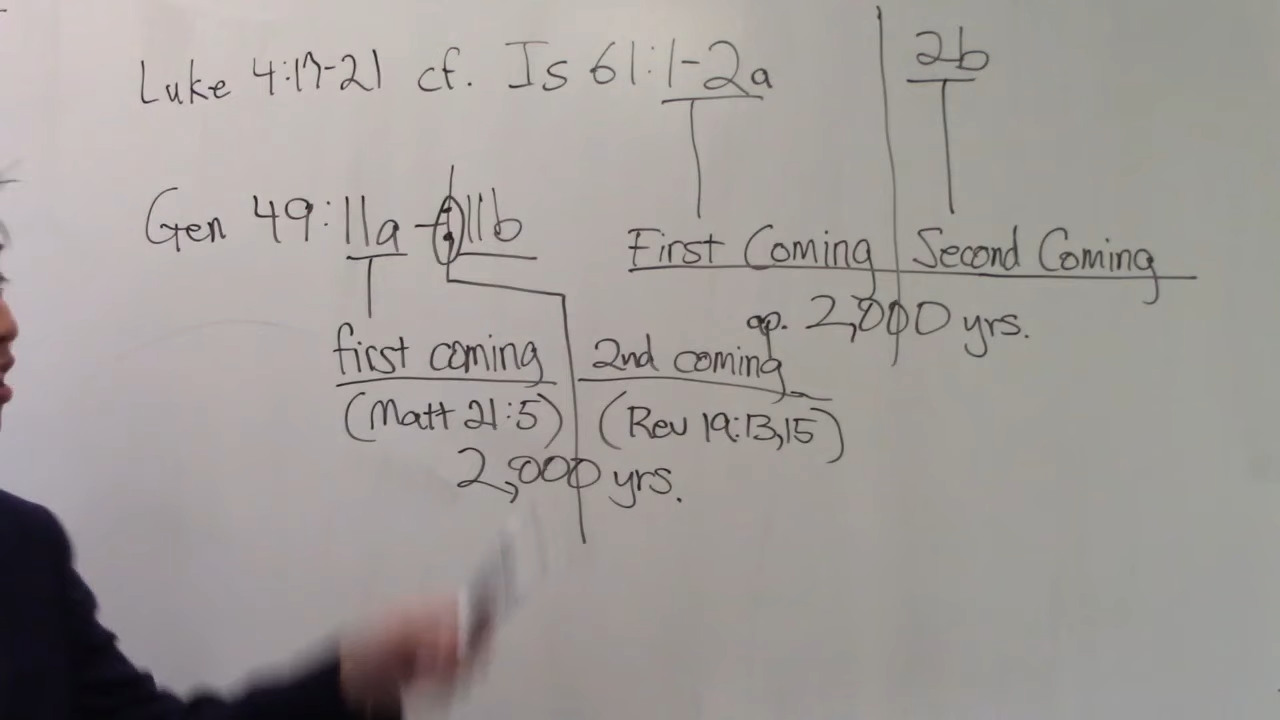 Luke 4:17-21 cf. Is 61:1-2a 2b
Gen 49:11a - 11b
First Coming Second Coming
ap. 2,000 yrs.
first coming 2nd coming
(Matt 21:5) (Rev 19:13,15)
2,000 yrs.